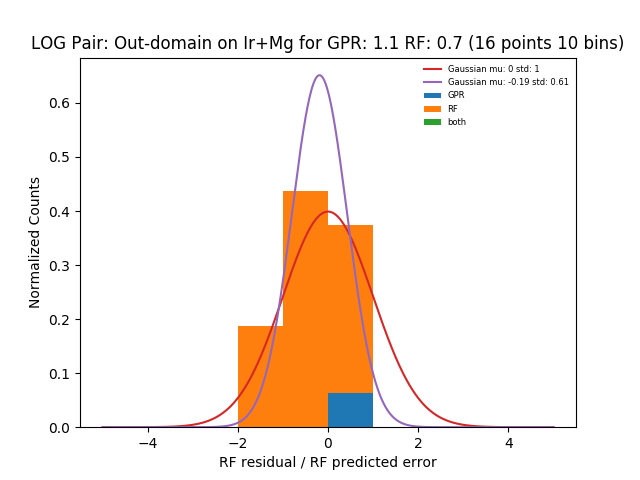 LOG Pair: Out-domain on Ir+Mg for GPR: 1.1 RF: 0.7 (16 points 10 bins)
Gaussian mu: 0 std: 1
Gaussian mu: -0.19 std: 0.61
GPR
RF
both
Normalized Counts
0.6
0.5
0.4
0.3
0.2
0.1
0.0
−4 −2 0 2 4
RF residual / RF predicted error